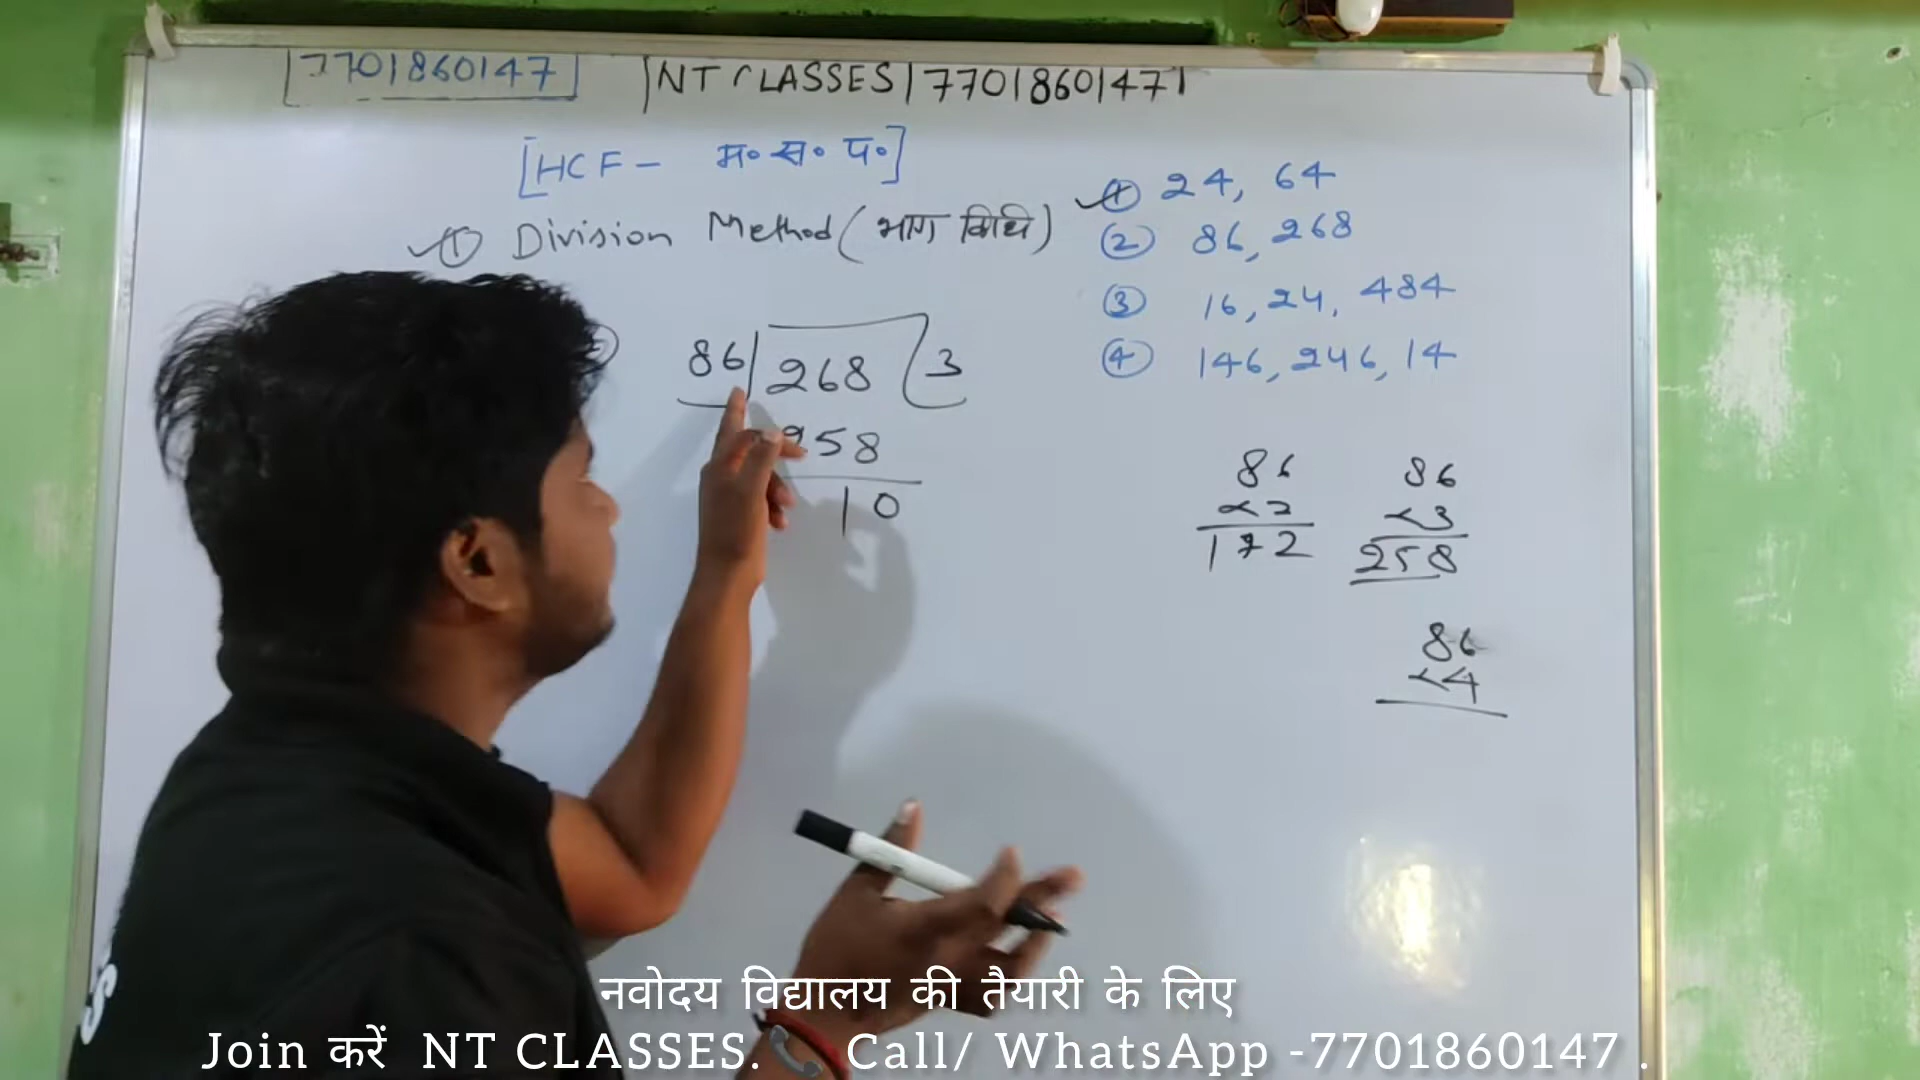 7701860147 |NT CLASSES|7701860147|
[HCF - म॰ स॰ प॰]
① Division Method (भाग विधि)
① 24, 64
② 86, 268
③ 16, 24, 484
④ 146, 246, 14
86 268 3
258
10
86
×2
172
86
×3
258
86
×4
नवोदय विद्यालय की तैयारी के लिए
Join करें NT CLASSES. 📞 Call/ WhatsApp -7701860147 .